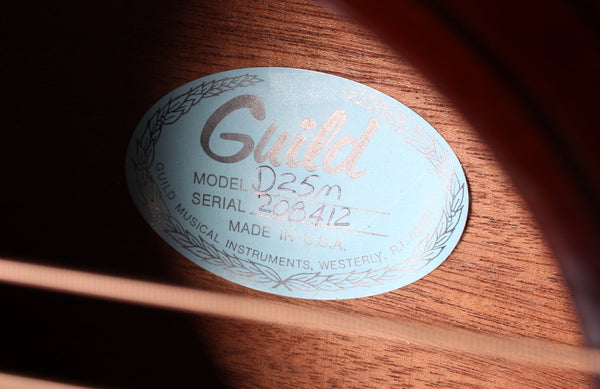 Guild
MODEL D25m
SERIAL 208412
MADE IN U.S.A.
GUILD MUSICAL INSTRUMENTS, WESTERLY, R.I.